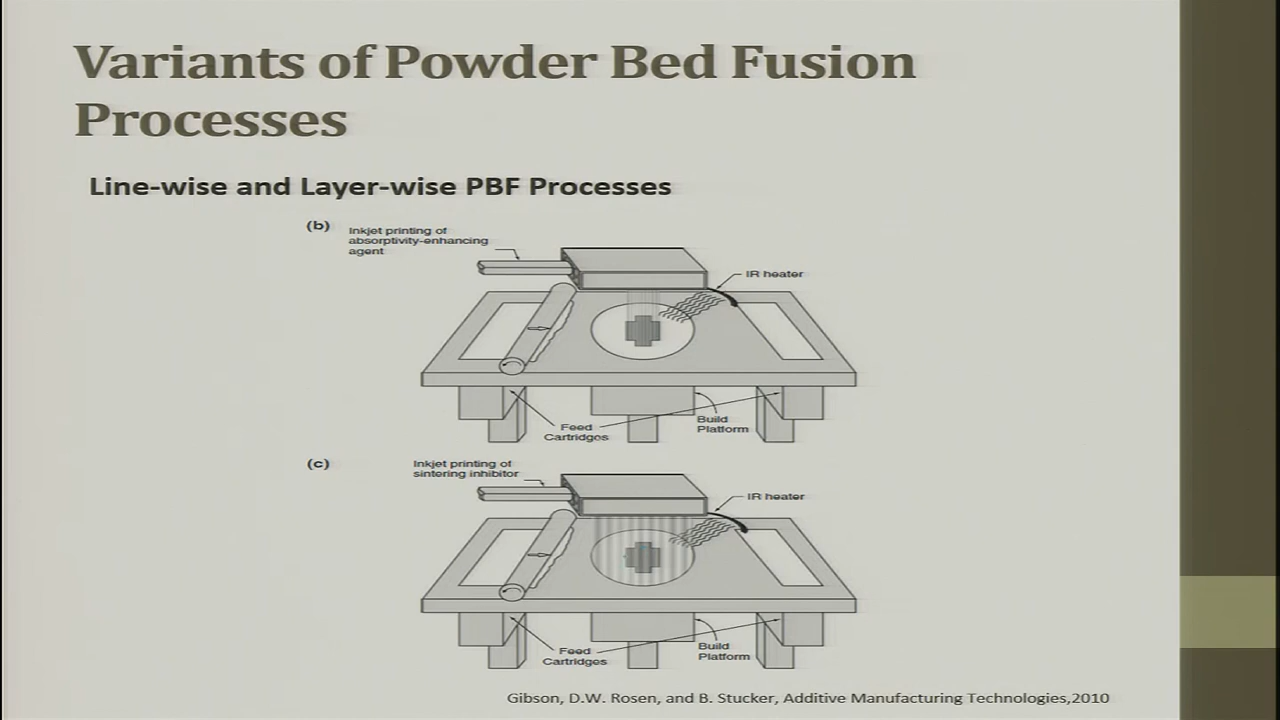 Variants of Powder Bed Fusion
Processes
Line-wise and Layer-wise PBF Processes
(b)
Inkjet printing of
absorptivity-enhancing
agent
IR heater
Feed
Cartridges
Build
Platform
(c)
Inkjet printing of
sintering inhibitor
IR heater
Feed
Cartridges
Build
Platform
Gibson, D.W. Rosen, and B. Stucker, Additive Manufacturing Technologies,2010